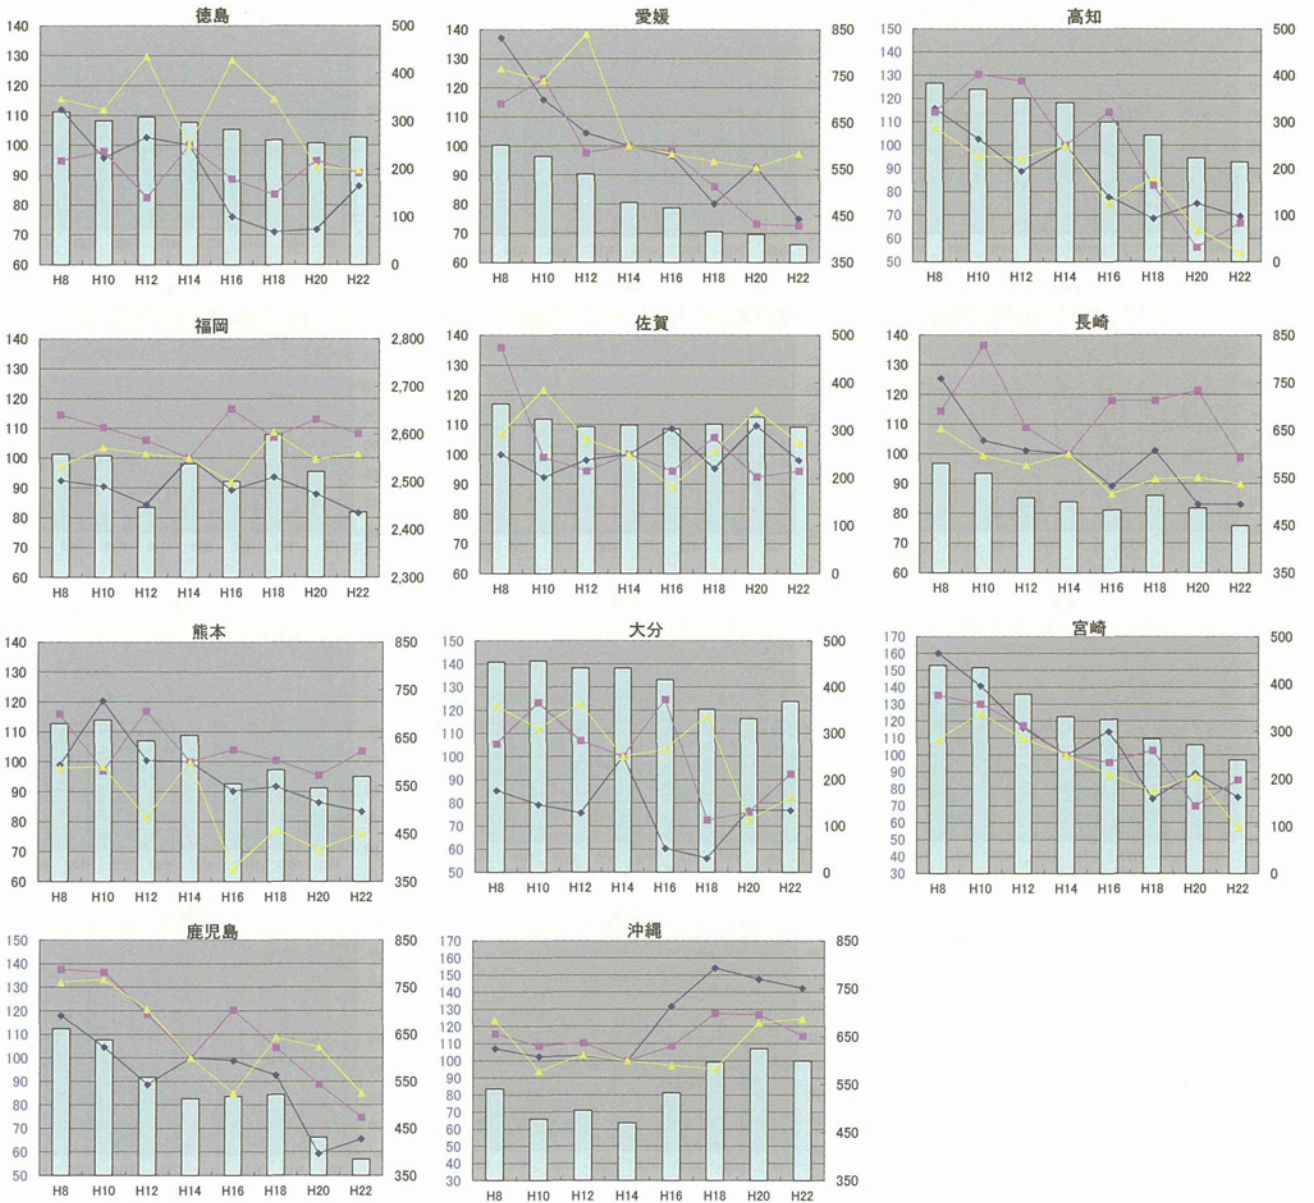 徳島
140 130 120 110 100 90 80 70 60
500 400 300 200 100 0
H8 H10 H12 H14 H16 H18 H20 H22
愛媛
140 130 120 110 100 90 80 70 60
850 750 650 550 450 350
H8 H10 H12 H14 H16 H18 H20 H22
高知
150 140 130 120 110 100 90 80 70 60 50
500 400 300 200 100 0
H8 H10 H12 H14 H16 H18 H20 H22
福岡
140 130 120 110 100 90 80 70 60
2,800 2,700 2,600 2,500 2,400 2,300
H8 H10 H12 H14 H16 H18 H20 H22
佐賀
140 130 120 110 100 90 80 70 60
500 400 300 200 100 0
H8 H10 H12 H14 H16 H18 H20 H22
長崎
140 130 120 110 100 90 80 70 60
850 750 650 550 450 350
H8 H10 H12 H14 H16 H18 H20 H22
熊本
140 130 120 110 100 90 80 70 60
850 750 650 550 450 350
H8 H10 H12 H14 H16 H18 H20 H22
大分
150 140 130 120 110 100 90 80 70 60 50
500 400 300 200 100 0
H8 H10 H12 H14 H16 H18 H20 H22
宮崎
170 160 150 140 130 120 110 100 90 80 70 60 50 40 30
500 400 300 200 100 0
H8 H10 H12 H14 H16 H18 H20 H22
鹿児島
150 140 130 120 110 100 90 80 70 60 50
850 750 650 550 450 350
H8 H10 H12 H14 H16 H18 H20 H22
沖縄
170 160 150 140 130 120 110 100 90 80 70 60 50 40 30
850 750 650 550 450 350
H8 H10 H12 H14 H16 H18 H20 H22